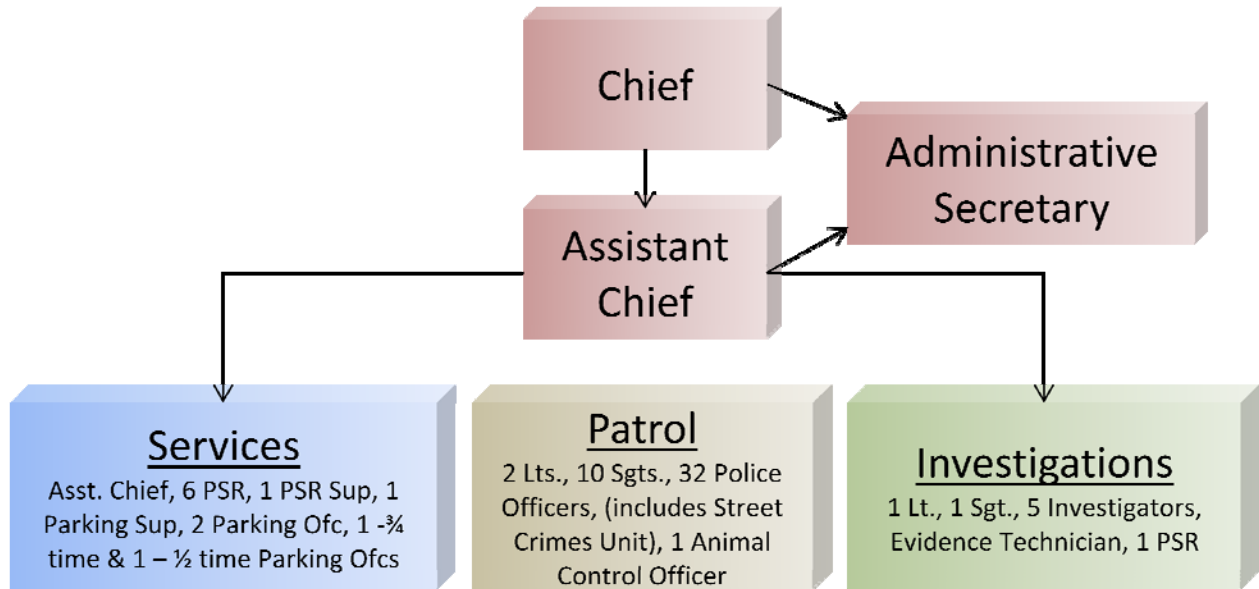 Chief
Administrative
Secretary
Assistant
Chief
Services
Asst. Chief, 6 PSR, 1 PSR Sup, 1
Parking Sup, 2 Parking Ofc, 1 -¾
time & 1 – ½ time Parking Ofcs
Patrol
2 Lts., 10 Sgts., 32 Police
Officers, (includes Street
Crimes Unit), 1 Animal
Control Officer
Investigations
1 Lt., 1 Sgt., 5 Investigators,
Evidence Technician, 1 PSR